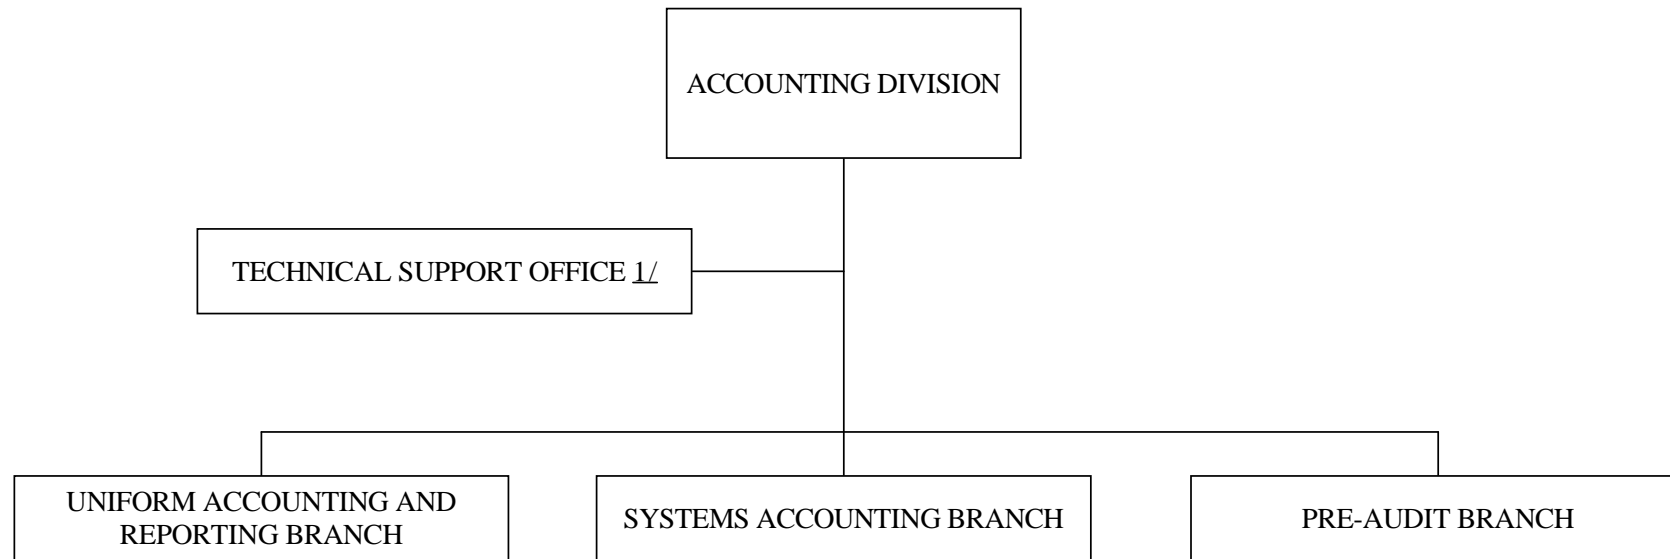 ACCOUNTING DIVISION
TECHNICAL SUPPORT OFFICE 1/
UNIFORM ACCOUNTING AND
REPORTING BRANCH
SYSTEMS ACCOUNTING BRANCH
PRE-AUDIT BRANCH